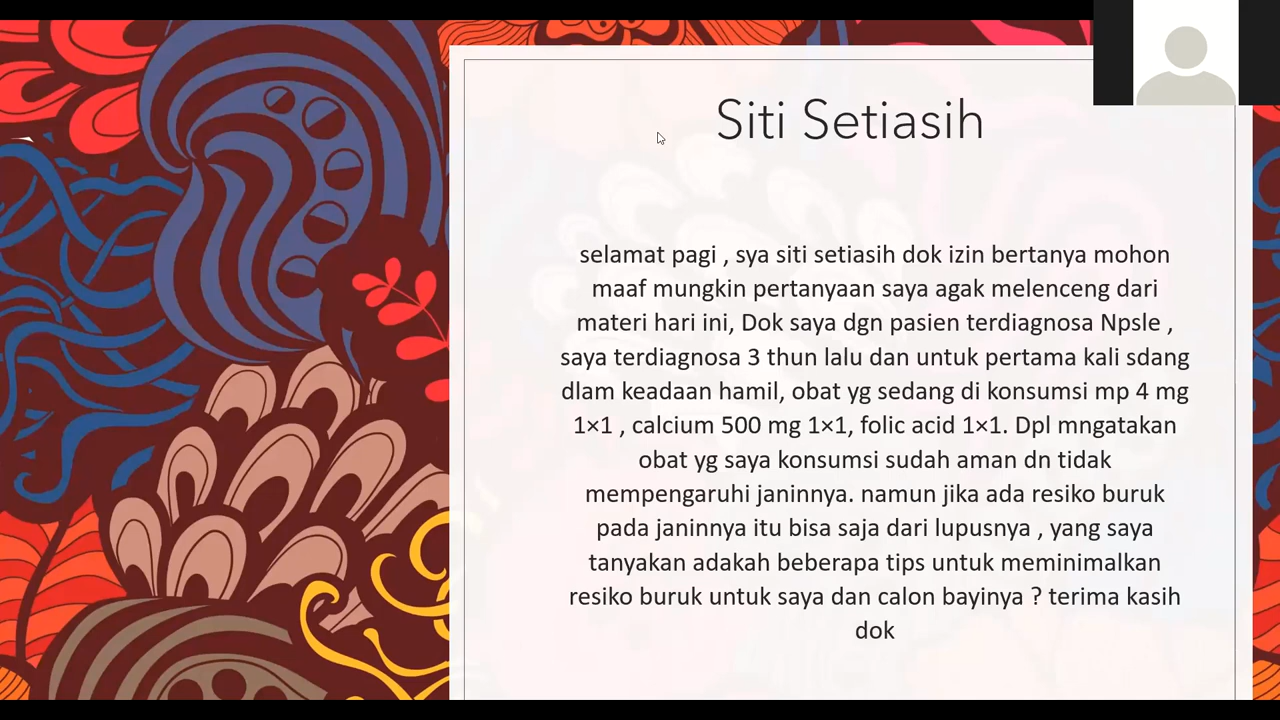 Siti Setiasih
selamat pagi , sya siti setiasih dok izin bertanya mohon
maaf mungkin pertanyaan saya agak melenceng dari
materi hari ini, Dok saya dgn pasien terdiagnosa Npsle ,
saya terdiagnosa 3 thun lalu dan untuk pertama kali sdang
dlam keadaan hamil, obat yg sedang di konsumsi mp 4 mg
1×1 , calcium 500 mg 1×1, folic acid 1×1. Dpl mngatakan
obat yg saya konsumsi sudah aman dn tidak
mempengaruhi janinnya. namun jika ada resiko buruk
pada janinnya itu bisa saja dari lupusnya , yang saya
tanyakan adakah beberapa tips untuk meminimalkan
resiko buruk untuk saya dan calon bayinya ? terima kasih
dok